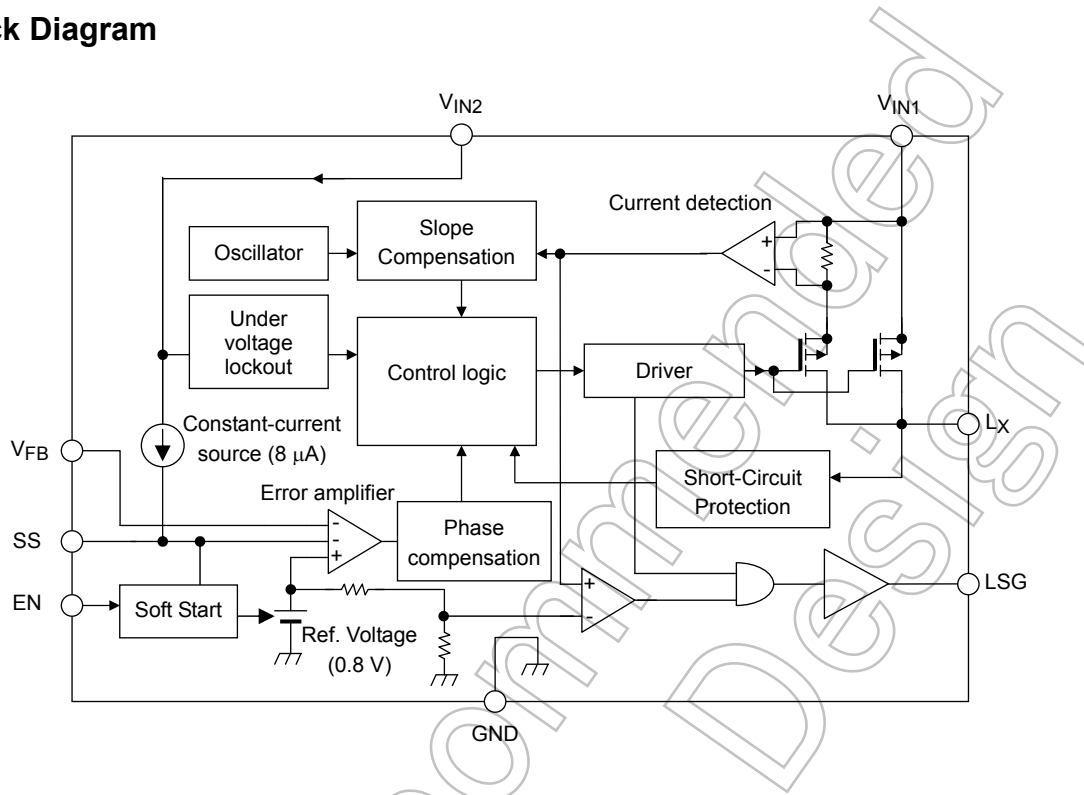 ck Diagram
VIN2
VIN1
Current detection
Slope
Compensation
Oscillator
+
-
Under
voltage
lockout
Control logic
Driver
Constant-current
source (8 μA)
VFB
LX
Short-Circuit
Protection
Error amplifier
Phase
compensation
SS
-
-
+
EN
Soft Start
+
-
LSG
Ref. Voltage
(0.8 V)
GND
ommended
Design